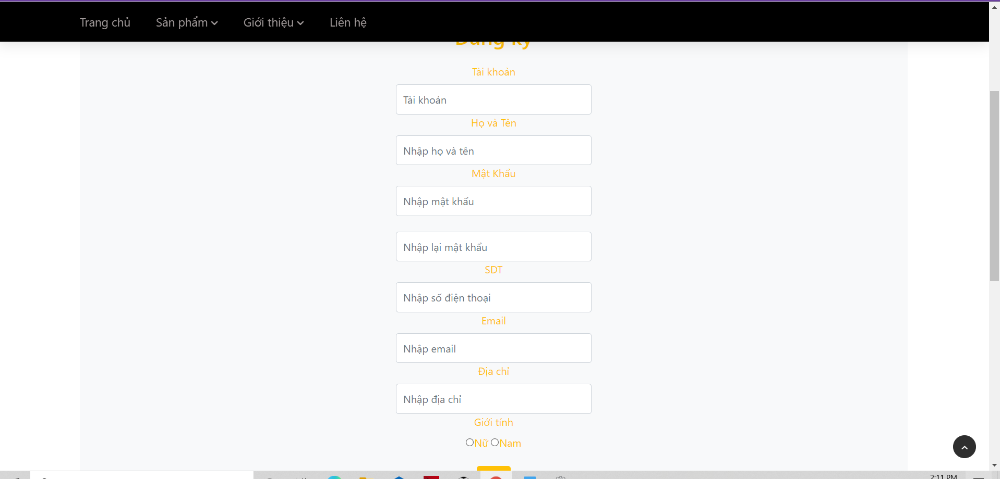 Trang chủ Sản phẩm Giới thiệu Liên hệ
Đăng ký
Tài khoản
Tài khoản
Họ và Tên
Nhập họ và tên
Mật Khẩu
Nhập mật khẩu
Nhập lại mật khẩu
SDT
Nhập số điện thoại
Email
Nhập email
Địa chỉ
Nhập địa chỉ
Giới tính
Nữ Nam
2:11 PM